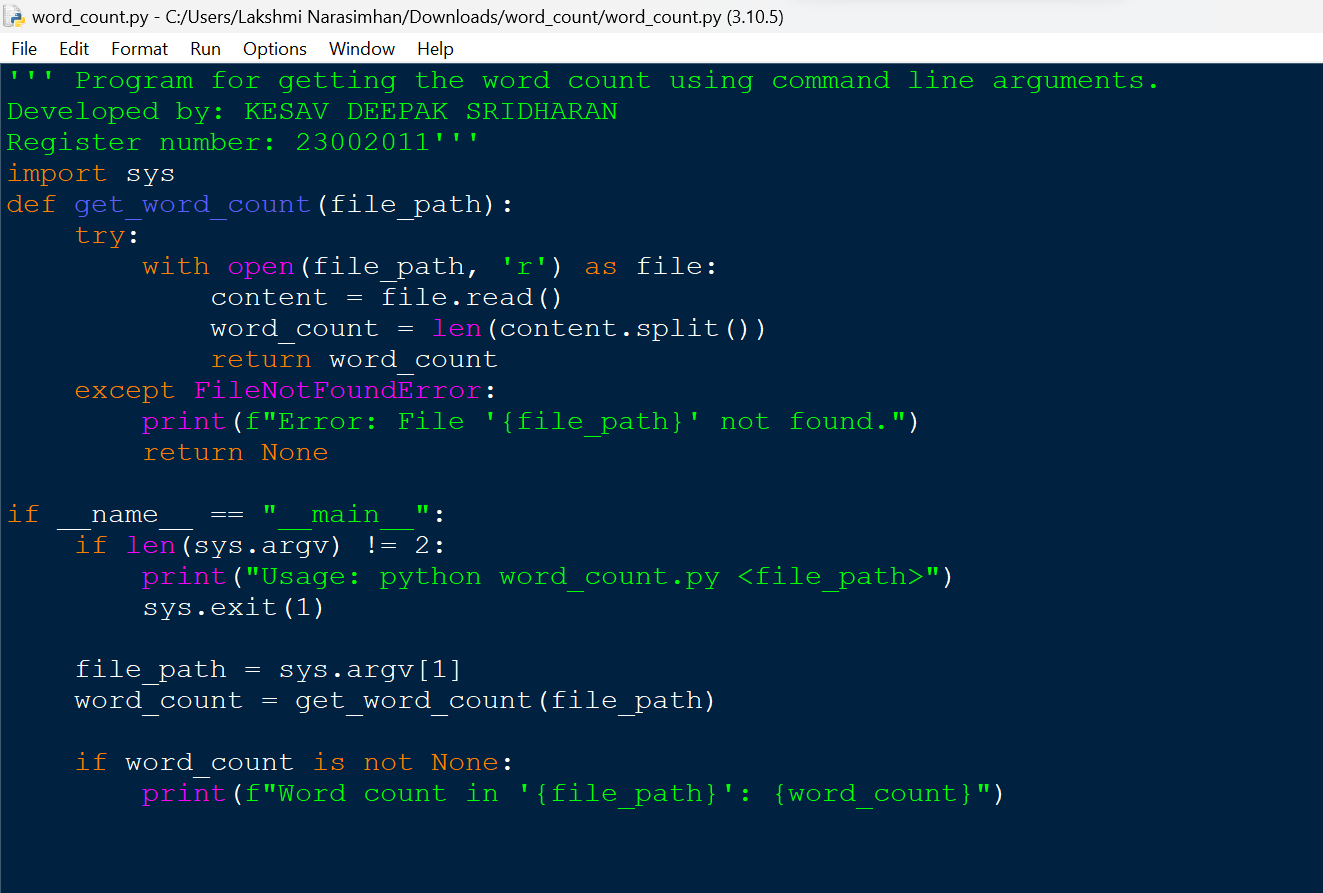 word_count.py - C:/Users/Lakshmi Narasimhan/Downloads/word_count/word_count.py (3.10.5)
File Edit Format Run Options Window Help
''' Program for getting the word count using command line arguments.
Developed by: KESAV DEEPAK SRIDHARAN
Register number: 23002011'''
import sys
def get_word_count(file_path):
    try:
        with open(file_path, 'r') as file:
            content = file.read()
            word_count = len(content.split())
            return word_count
    except FileNotFoundError:
        print(f"Error: File '{file_path}' not found.")
        return None

if __name__ == "__main__":
    if len(sys.argv) != 2:
        print("Usage: python word_count.py <file_path>")
        sys.exit(1)

    file_path = sys.argv[1]
    word_count = get_word_count(file_path)

    if word_count is not None:
        print(f"Word count in '{file_path}': {word_count}")